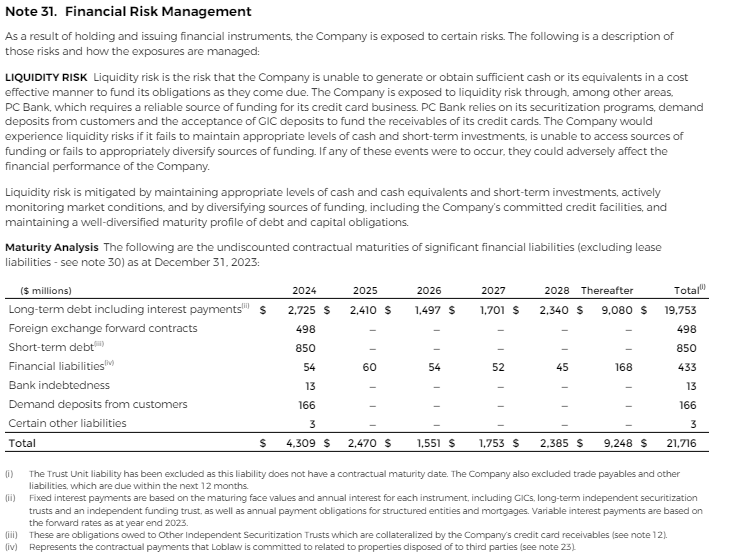 Note 31. Financial Risk Management
As a result of holding and issuing financial instruments, the Company is exposed to certain risks. The following is a description of
those risks and how the exposures are managed:
LIQUIDITY RISK Liquidity risk is the risk that the Company is unable to generate or obtain sufficient cash or its equivalents in a cost
effective manner to fund its obligations as they come due. The Company is exposed to liquidity risk through, among other areas,
PC Bank, which requires a reliable source of funding for its credit card business. PC Bank relies on its securitization programs, demand
deposits from customers and the acceptance of GIC deposits to fund the receivables of its credit cards. The Company would
experience liquidity risks if it fails to maintain appropriate levels of cash and short-term investments, is unable to access sources of
funding or fails to appropriately diversify sources of funding. If any of these events were to occur, they could adversely affect the
financial performance of the Company.
Liquidity risk is mitigated by maintaining appropriate levels of cash and cash equivalents and short-term investments, actively
monitoring market conditions, and by diversifying sources of funding, including the Company's committed credit facilities, and
maintaining a well-diversified maturity profile of debt and capital obligations.
Maturity Analysis The following are the undiscounted contractual maturities of significant financial liabilities (excluding lease
liabilities - see note 30) as at December 31, 2023:
($ millions) 2024 2025 2026 2027 2028 Thereafter Total(i)
Long-term debt including interest payments(ii) $ 2,725 $ 2,410 $ 1,497 $ 1,701 $ 2,340 $ 9,080 $ 19,753
Foreign exchange forward contracts 498 – – – – – 498
Short-term debt(iii) 850 – – – – – 850
Financial liabilities(iv) 54 60 54 52 45 168 433
Bank indebtedness 13 – – – – – 13
Demand deposits from customers 166 – – – – – 166
Certain other liabilities 3 – – – – – 3
Total $ 4,309 $ 2,470 $ 1,551 $ 1,753 $ 2,385 $ 9,248 $ 21,716
(i) The Trust Unit liability has been excluded as this liability does not have a contractual maturity date. The Company also excluded trade payables and other
liabilities, which are due within the next 12 months.
(ii) Fixed interest payments are based on the maturing face values and annual interest for each instrument, including GICs, long-term independent securitization
trusts and an independent funding trust, as well as annual payment obligations for structured entities and mortgages. Variable interest payments are based on
the forward rates as at year end 2023.
(iii) These are obligations owed to Other Independent Securitization Trusts which are collateralized by the Company's credit card receivables (see note 12).
(iv) Represents the contractual payments that Loblaw is committed to related to properties disposed of to third parties (see note 23).